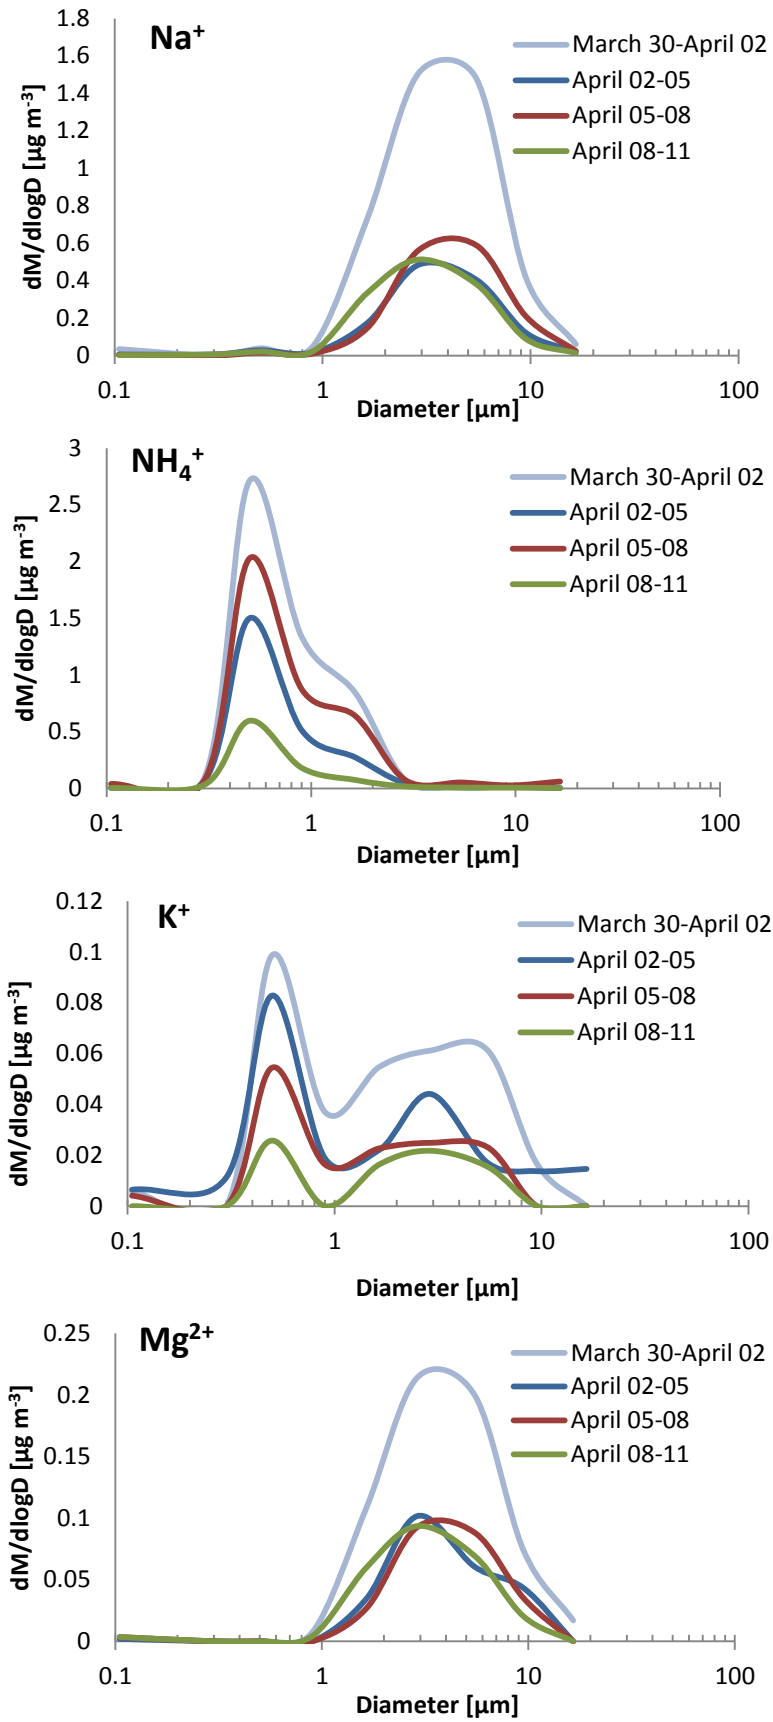 Na⁺
1.8
1.6
1.4
1.2
1
0.8
0.6
0.4
0.2
0
dM/dlogD [µg m⁻³]
March 30-April 02
April 02-05
April 05-08
April 08-11
0.1 1 10 100
Diameter [µm]
NH₄⁺
3
2.5
2
1.5
1
0.5
0
dM/dlogD [µg m⁻³]
March 30-April 02
April 02-05
April 05-08
April 08-11
0.1 1 10 100
Diameter [µm]
K⁺
0.12
0.1
0.08
0.06
0.04
0.02
0
dM/dlogD [µg m⁻³]
March 30-April 02
April 02-05
April 05-08
April 08-11
0.1 1 10 100
Diameter [µm]
Mg²⁺
0.25
0.2
0.15
0.1
0.05
0
dM/dlogD [µg m⁻³]
March 30-April 02
April 02-05
April 05-08
April 08-11
0.1 1 10 100
Diameter [µm]